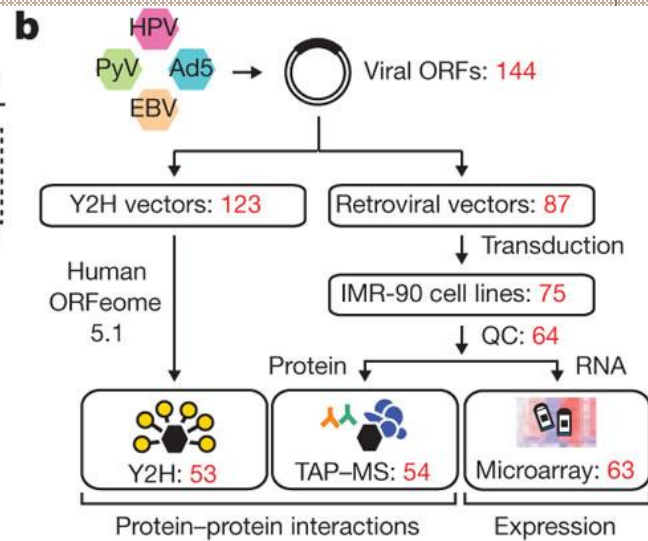 b
HPV
PyV
Ad5
EBV
Viral ORFs: 144
Y2H vectors: 123
Retroviral vectors: 87
Transduction
Human
ORFeome
5.1
IMR-90 cell lines: 75
QC: 64
Protein
RNA
Y2H: 53
TAP–MS: 54
Microarray: 63
Protein–protein interactions
Expression